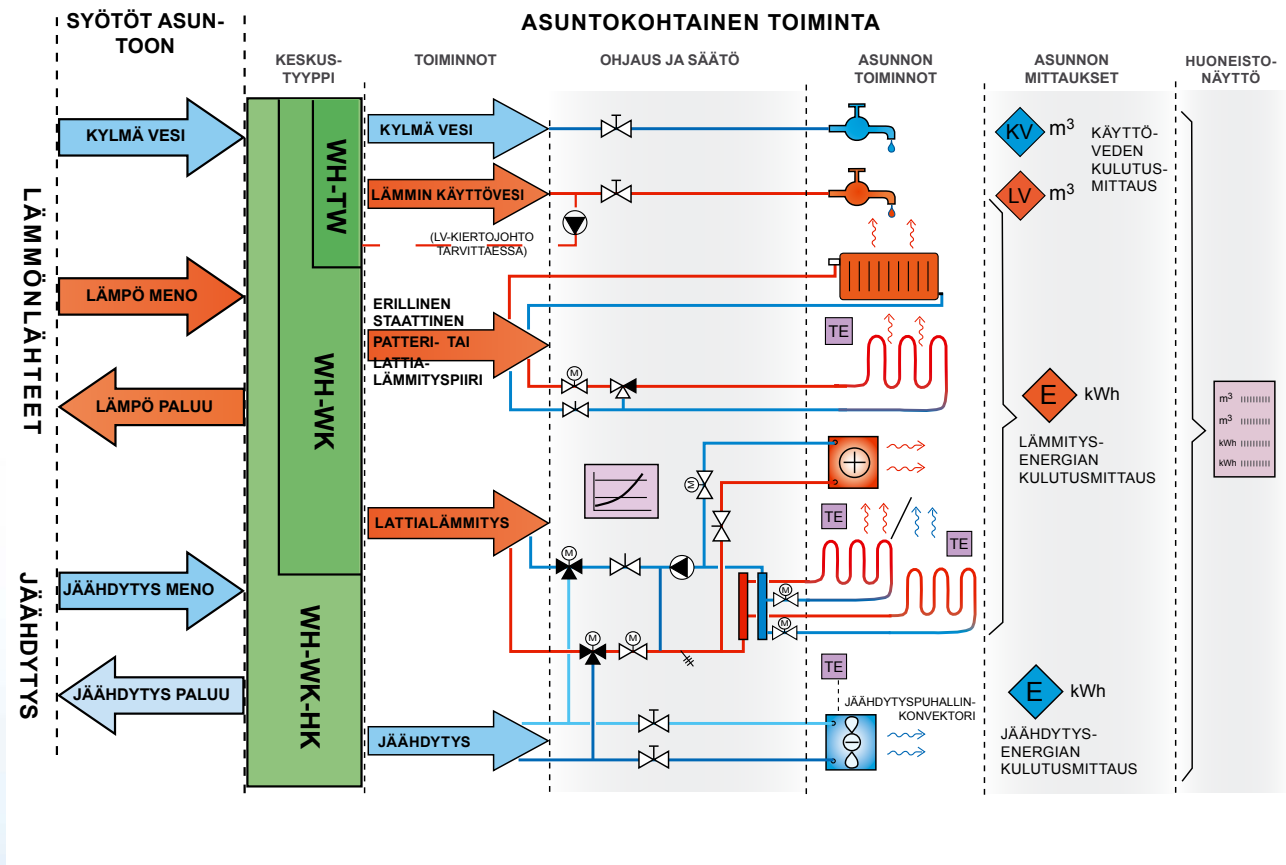 SYÖTÖT ASUN-
TOON
ASUNTOKOHTAINEN TOIMINTA
KESKUS-
TYYPPI
TOIMINNOT
OHJAUS JA SÄÄTÖ
ASUNNON
TOIMINNOT
ASUNNON
MITTAUKSET
HUONEISTO-
NÄYTTÖ
LÄMMÖNLÄHTEET
JÄÄHDYTYS
KYLMÄ VESI
LÄMPÖ MENO
LÄMPÖ PALUU
JÄÄHDYTYS MENO
JÄÄHDYTYS PALUU
WH-TW
WH-WK
WH-WK-HK
KYLMÄ VESI
LÄMMIN KÄYTTÖVESI
(LV-KIERTOJOHTO
TARVITTAESSA)
ERILLINEN
STAATTINEN
PATTERI- TAI
LATTIA-
LÄMMITYSPIIRI
LATTIALÄMMITYS
JÄÄHDYTYS
M
M
M
M
M
M
M
TE
TE
TE
TE
JÄÄHDYTYSPUHALLIN-
KONVEKTORI
KV m³
LV m³
KÄYTTÖ-
VEDEN
KULUTUS-
MITTAUS
E kWh
LÄMMITYS-
ENERGIAN
KULUTUSMITTAUS
E kWh
JÄÄHDYTYS-
ENERGIAN
KULUTUSMITTAUS
m³
m³
kWh
kWh